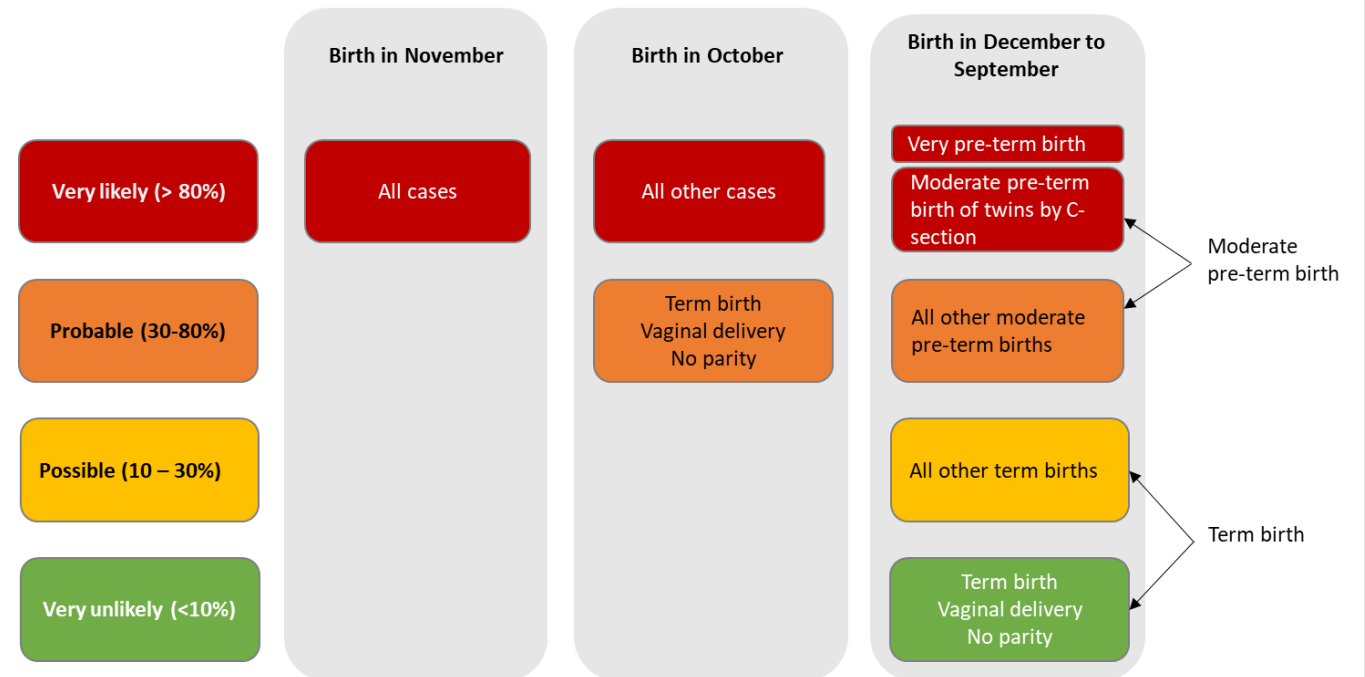 Birth in November
Birth in October
Birth in December to
September
Very likely (> 80%)
All cases
All other cases
Very pre-term birth
Moderate pre-term
birth of twins by C-
section
Moderate
pre-term birth
Probable (30-80%)
Term birth
Vaginal delivery
No parity
All other moderate
pre-term births
Possible (10 – 30%)
All other term births
Term birth
Very unlikely (<10%)
Term birth
Vaginal delivery
No parity